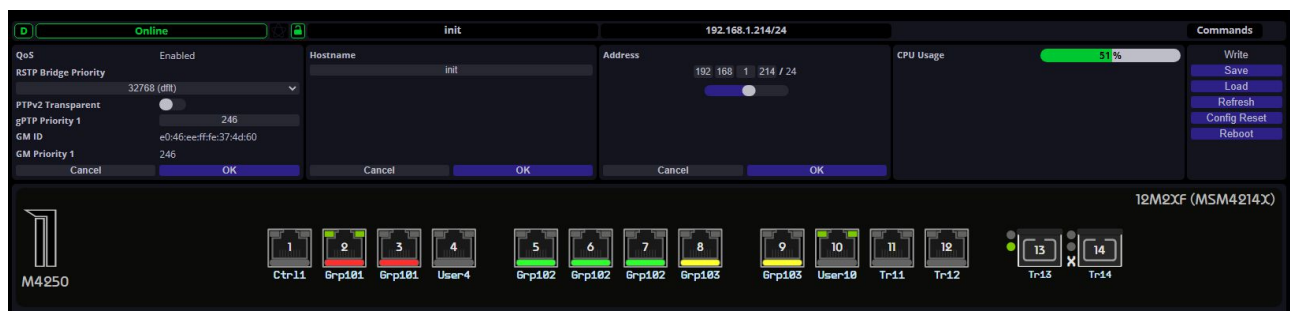 D Online init 192.168.1.214/24 Commands
QoS Enabled Hostname Address CPU Usage 51 % Write
RSTP Bridge Priority init 192 168 1 214 / 24 Save
32768 (dflt) Load
PTPv2 Transparent Refresh
gPTP Priority 1 246 Config Reset
GM ID e0:46:ee:ff:fe:37:4d:60 Reboot
GM Priority 1 246
Cancel OK Cancel OK Cancel OK
12M2XF (MSM4214X)
1 2 3 4 5 6 7 8 9 10 11 12 13 14
X
Ctrl1 Grp101 Grp101 User4 Grp102 Grp102 Grp102 Grp103 Grp103 User10 Tr11 Tr12 Tr13 Tr14
M4250